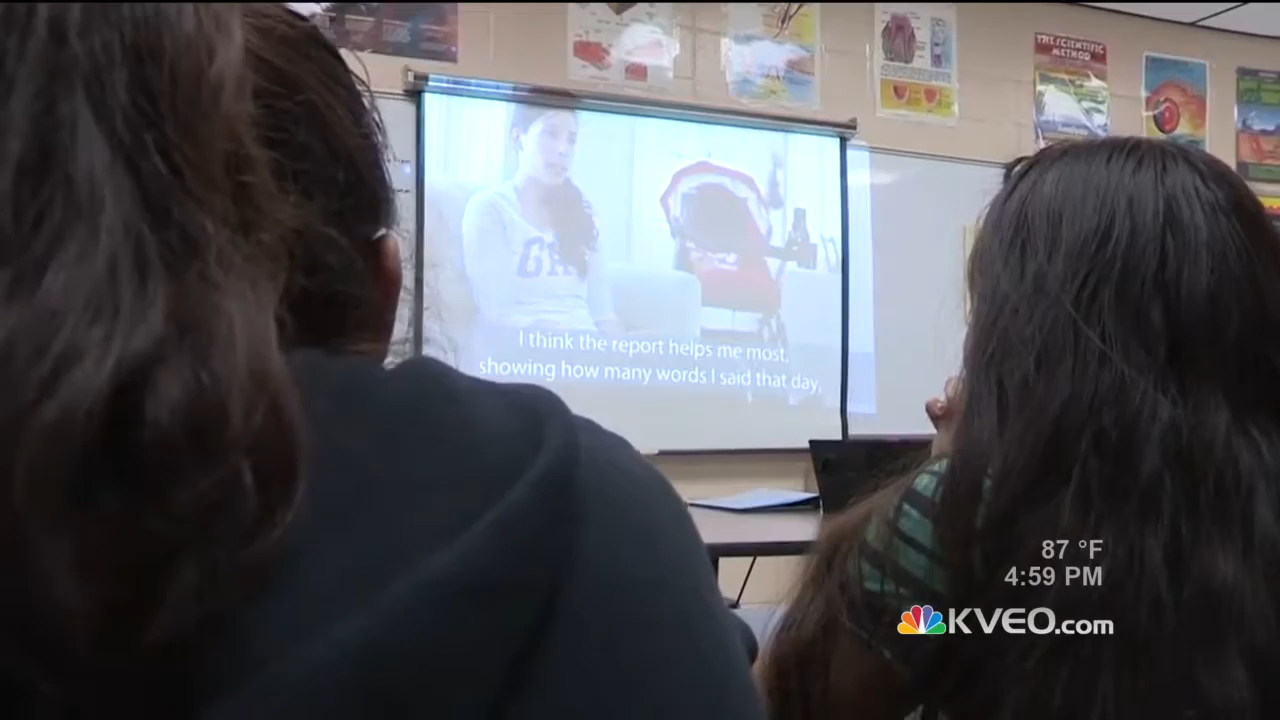 THE SCIENTIFIC
METHOD
I think the report helps me most,
showing how many words I said that day,
87 °F
4:59 PM
KVEO.com